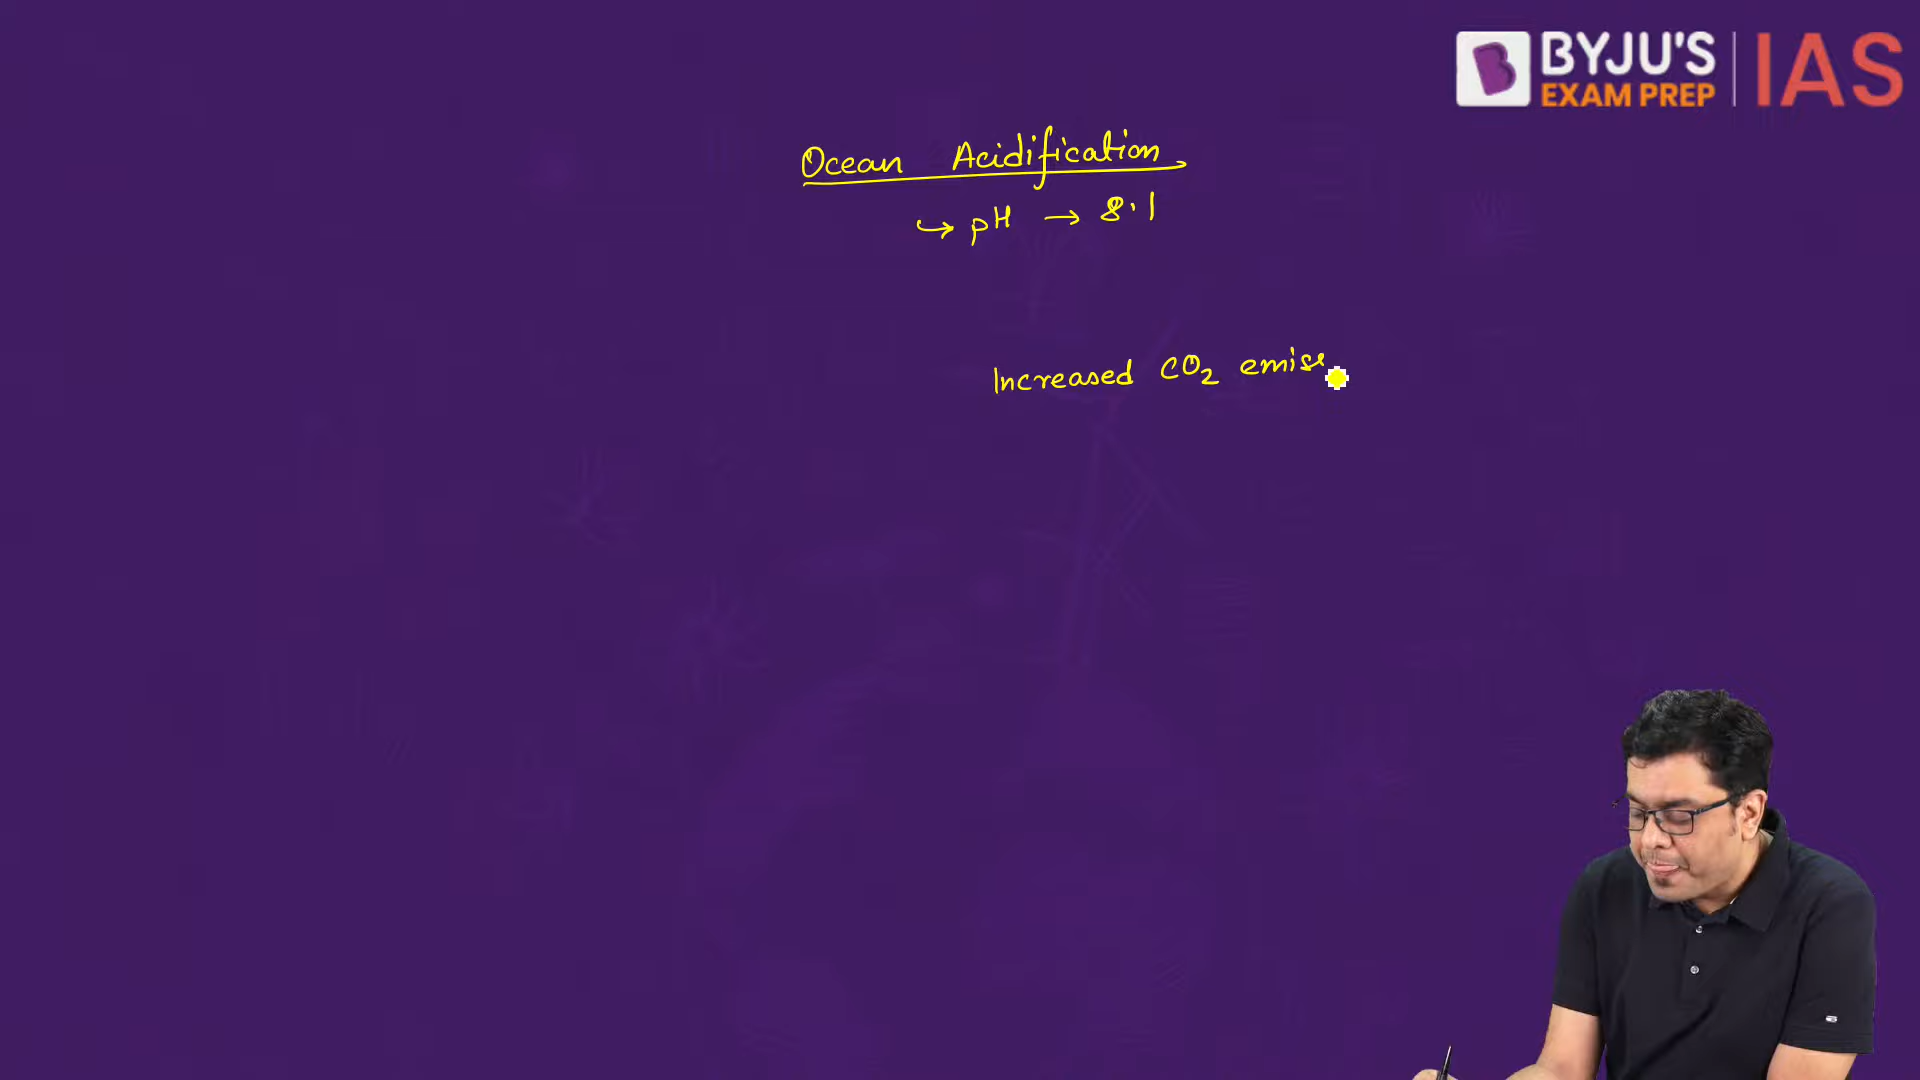 BYJU'S
EXAM PREP
IAS
Ocean Acidification
↪ pH → 8.1
Increased CO₂ emiss